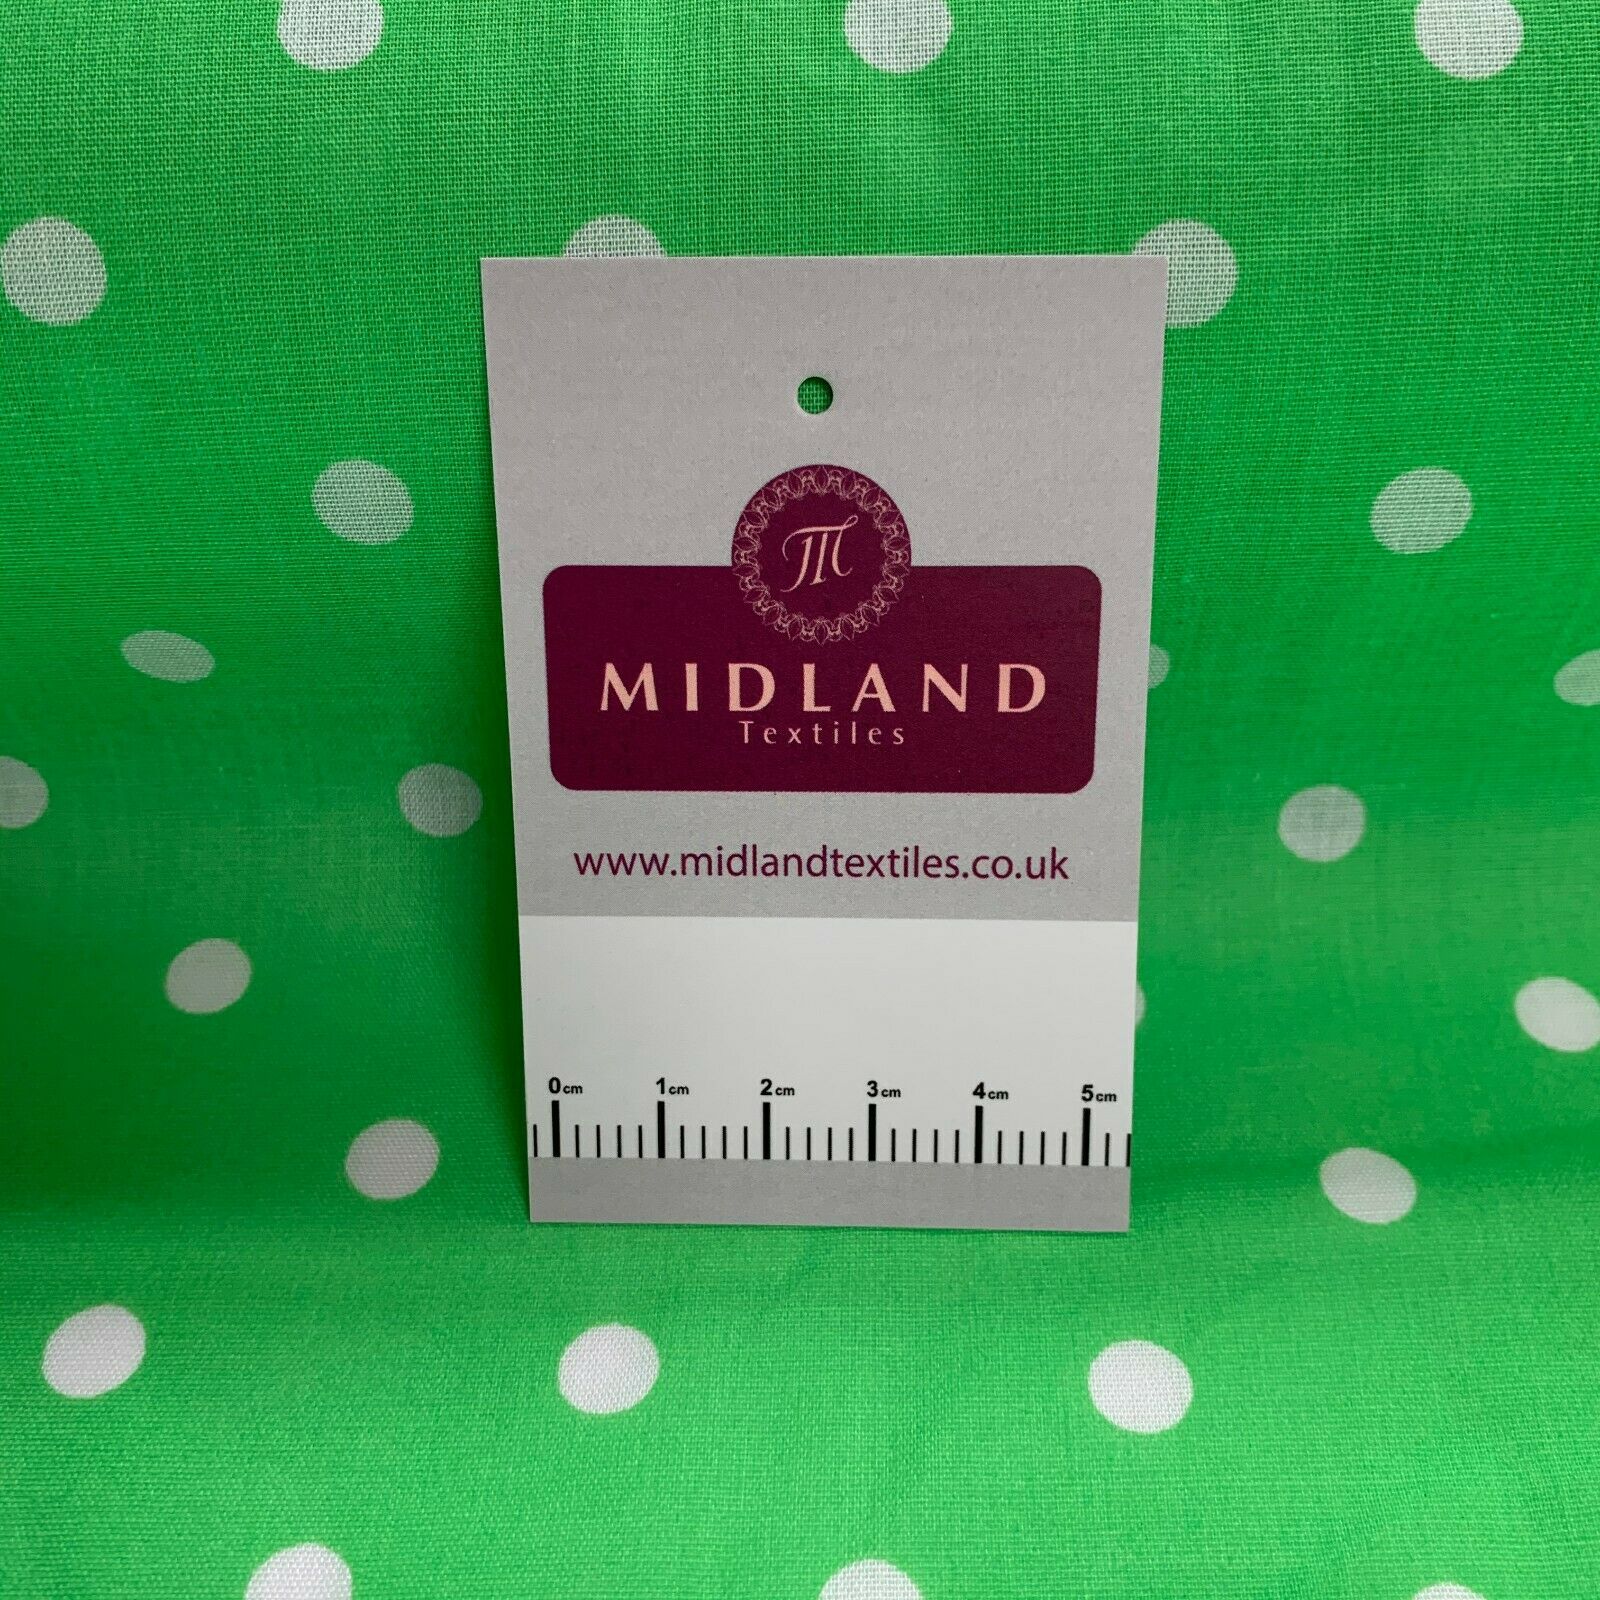 M
MIDLAND
Textiles
www.midlandtextiles.co.uk
0cm 1cm 2cm 3cm 4cm 5cm